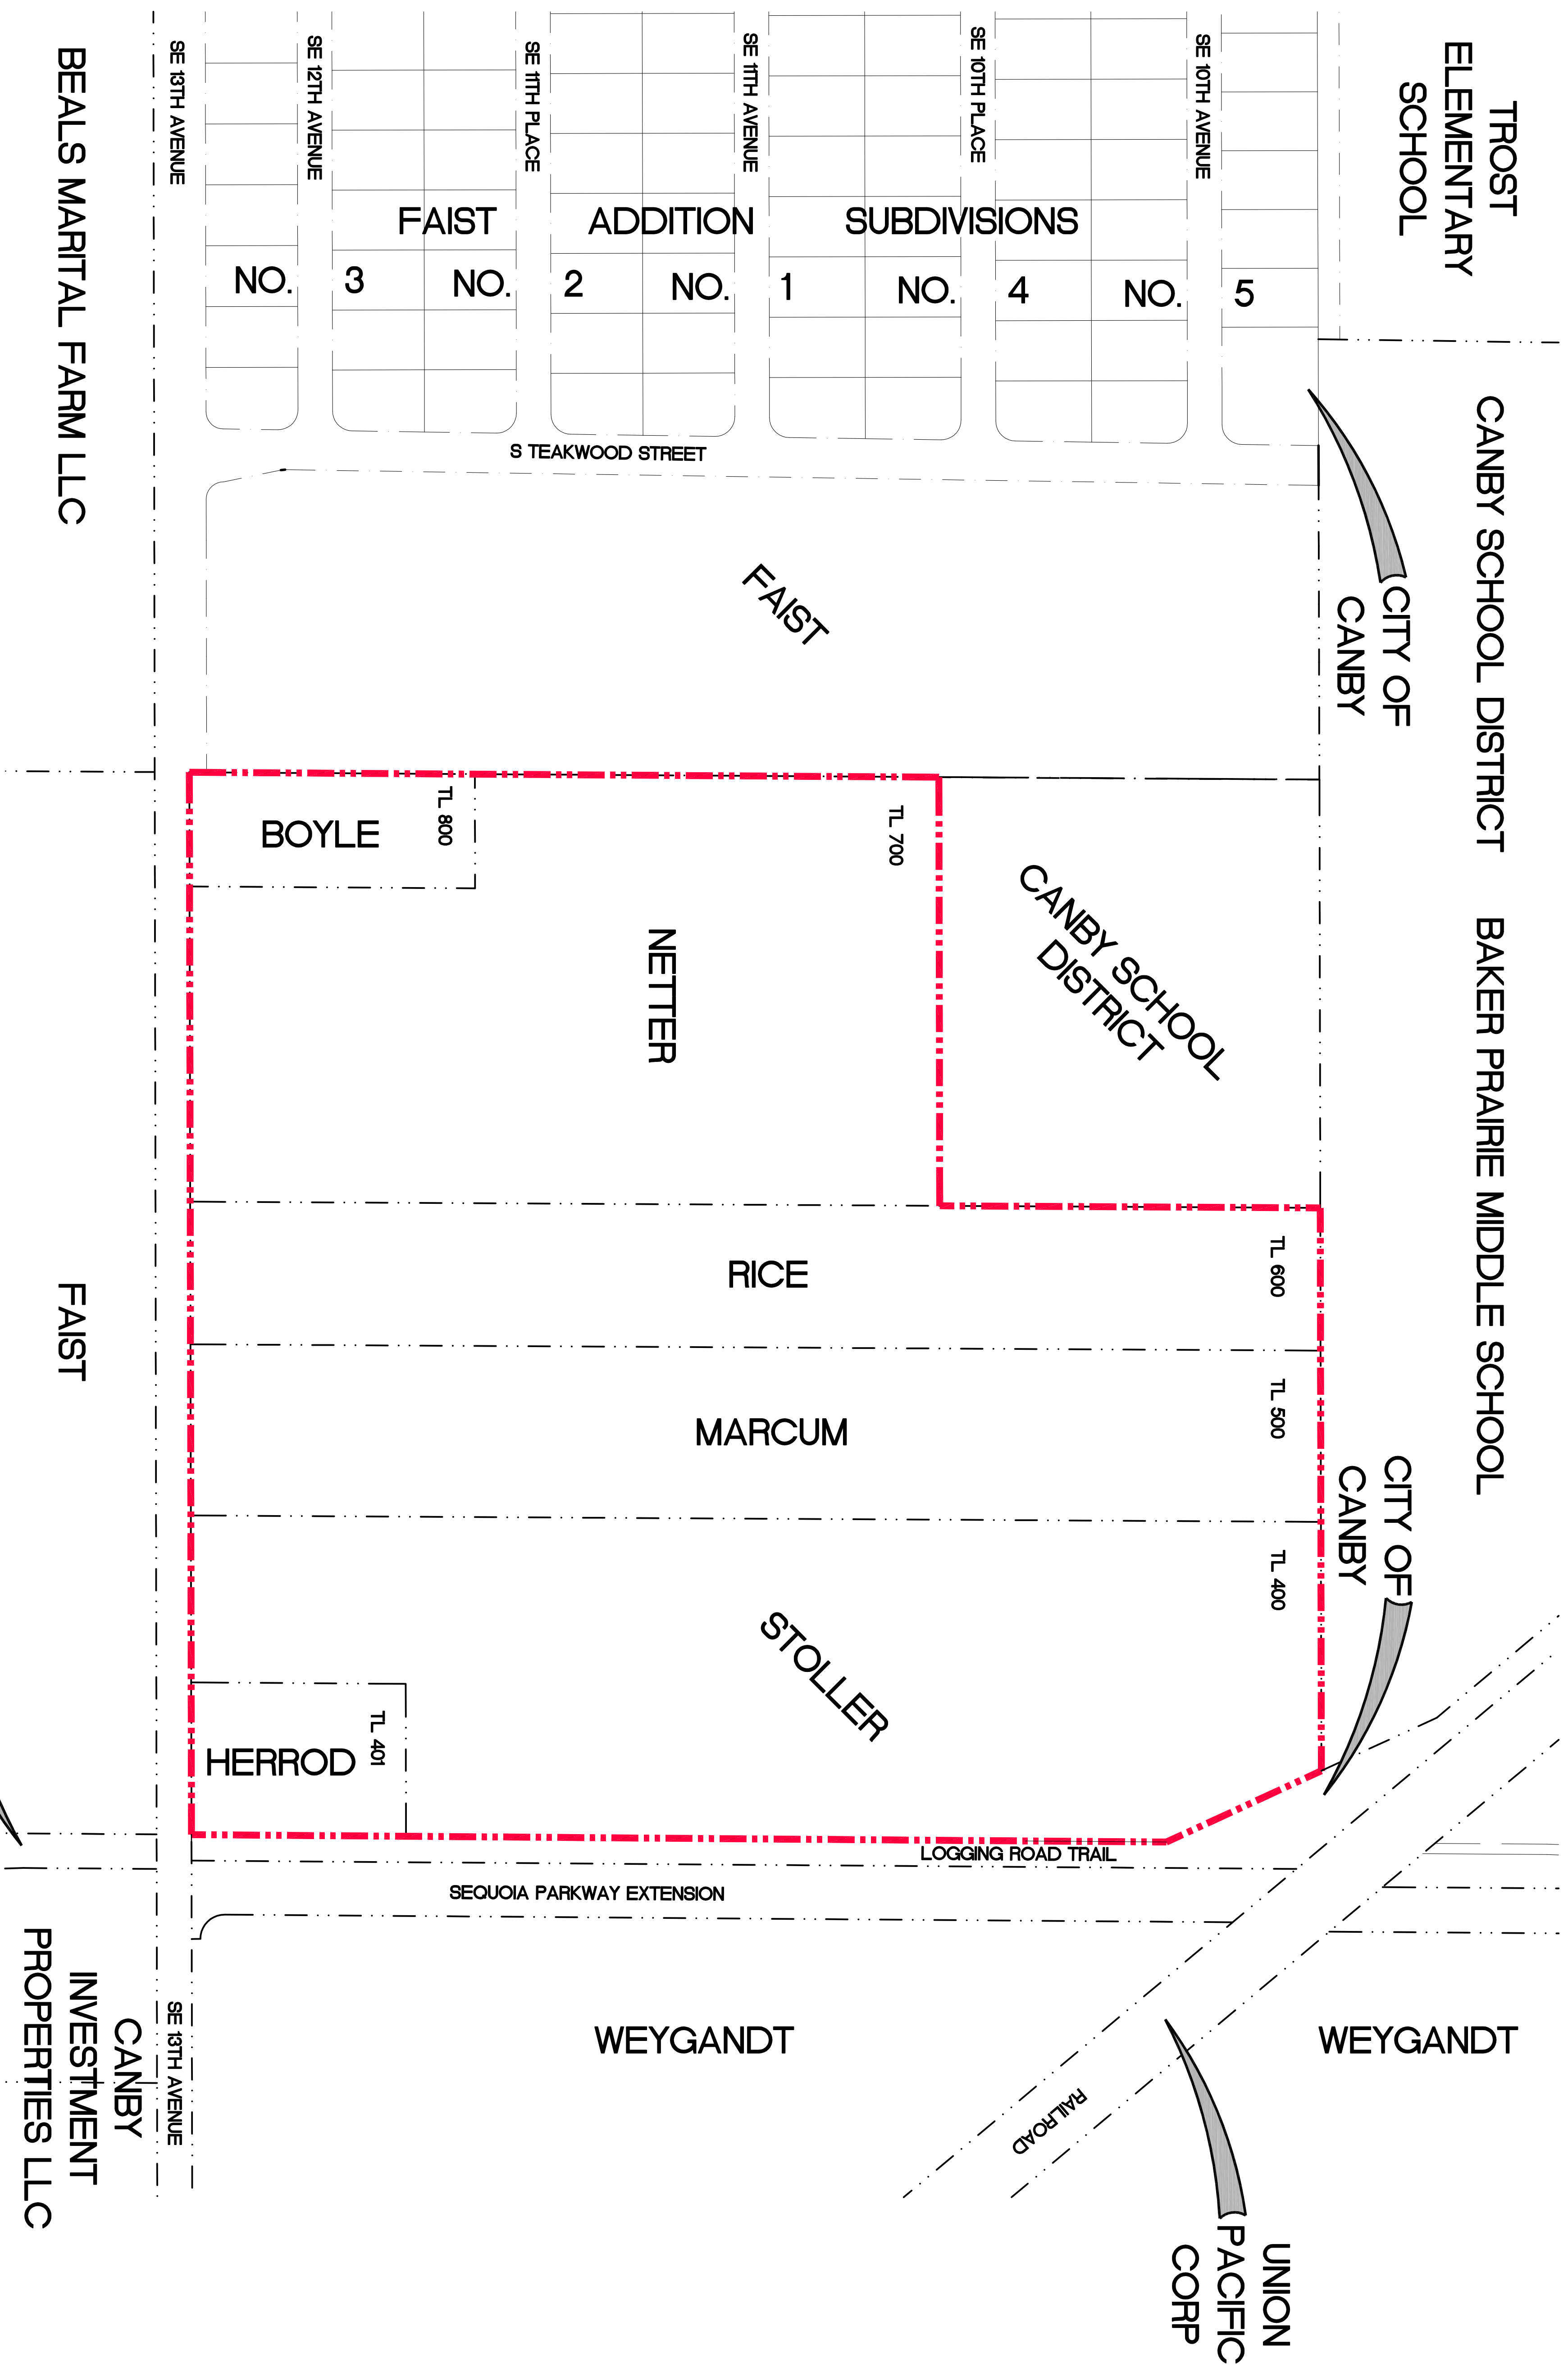 TROST
ELEMENTARY
SCHOOL
CANBY SCHOOL DISTRICT
BAKER PRAIRIE MIDDLE SCHOOL
CITY OF
CANBY
CITY OF
CANBY
SE 13TH AVENUE
SE 12TH AVENUE
SE 11TH PLACE
SE 11TH AVENUE
SE 10TH PLACE
SE 10TH AVENUE
FAIST ADDITION SUBDIVISIONS
NO. 3
NO. 2
NO. 1
NO. 4
NO. 5
S TEAKWOOD STREET
BEALS MARITAL FARM LLC
FAIST
TL 800
BOYLE
TL 700
NETTER
CANBY SCHOOL
DISTRICT
TL 600
RICE
TL 500
MARCUM
TL 400
STOLLER
TL 401
HERROD
FAIST
LOGGING ROAD TRAIL
SEQUOIA PARKWAY EXTENSION
WEYGANDT
WEYGANDT
RAILROAD
SE 13TH AVENUE
CANBY
INVESTMENT
PROPERTIES LLC
UNION
PACIFIC
CORP